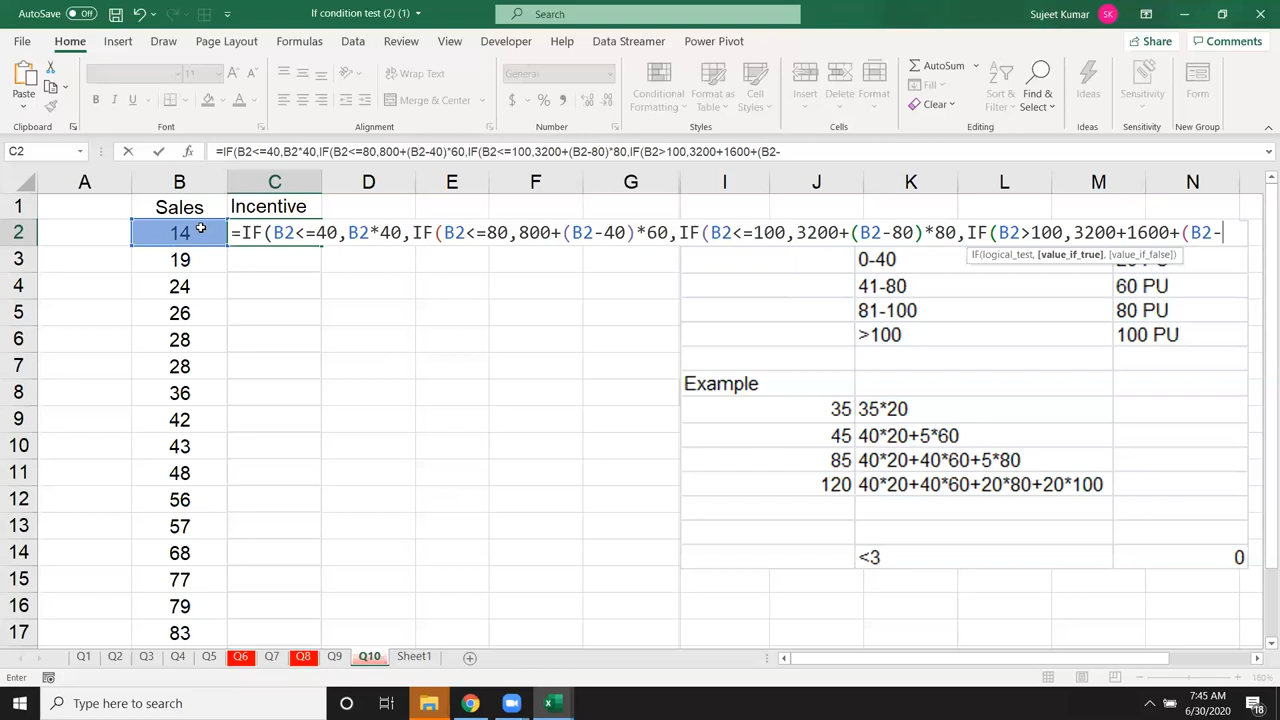 AutoSave Off
If condition test (2) (1)
Search
Sujeet Kumar SK
File Home Insert Draw Page Layout Formulas Data Review View Developer Help Data Streamer Power Pivot
Share Comments
Paste
Clipboard
11
B I U
Font
Wrap Text
Merge & Center
Alignment
General
$ % ,
Number
Conditional Formatting
Format as Table
Cell Styles
Styles
Insert Delete Format
Cells
AutoSum
Fill
Clear
Sort & Filter
Find & Select
Editing
Ideas
Ideas
Sensitivity
Sensitivity
Form
New Group
C2
fx
=IF(B2<=40,B2*40,IF(B2<=80,800+(B2-40)*60,IF(B2<=100,3200+(B2-80)*80,IF(B2>100,3200+1600+(B2-
A B C D E F G I J K L M N
1 Sales Incentive
2 14 =IF(B2<=40,B2*40,IF(B2<=80,800+(B2-40)*60,IF(B2<=100,3200+(B2-80)*80,IF(B2>100,3200+1600+(B2-
IF(logical_test, [value_if_true], [value_if_false])
3 19 0-40
4 24 41-80 60 PU
5 26 81-100 80 PU
6 28 >100 100 PU
7 28
8 36 Example
9 42 35 35*20
10 43 45 40*20+5*60
11 48 85 40*20+40*60+5*80
12 56 120 40*20+40*60+20*80+20*100
13 57
14 68 <3 0
15 77
16 79
17 83
Q1 Q2 Q3 Q4 Q5 Q6 Q7 Q8 Q9 Q10 Sheet1
Enter
160%
Type here to search
7:45 AM
6/30/2020
18